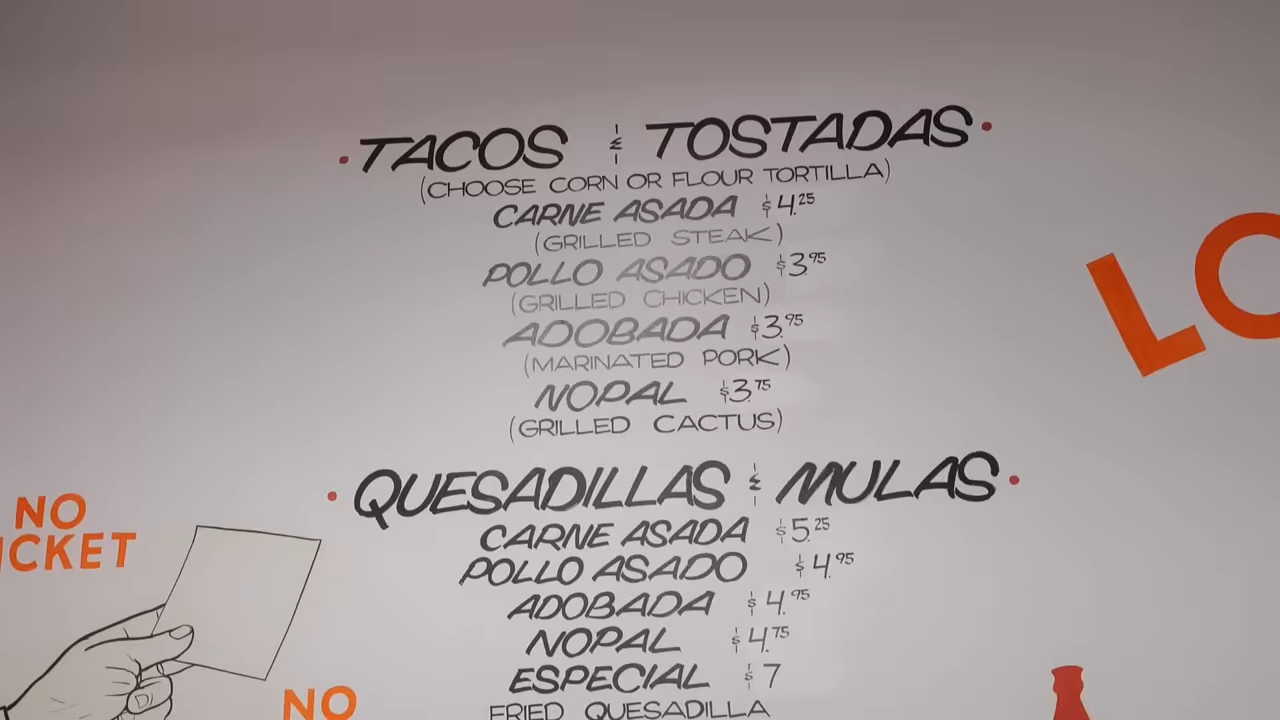 • TACOS & TOSTADAS •
(CHOOSE CORN OR FLOUR TORTILLA)
CARNE ASADA $4.25
(GRILLED STEAK)
POLLO ASADO $3.95
(GRILLED CHICKEN)
ADOBADA $3.95
(MARINATED PORK)
NOPAL $3.75
(GRILLED CACTUS)
• QUESADILLAS & MULAS •
CARNE ASADA $5.25
POLLO ASADO $4.95
ADOBADA $4.95
NOPAL $4.75
ESPECIAL $7
FRIED QUESADILLA
NO
ICKET
NO
LO